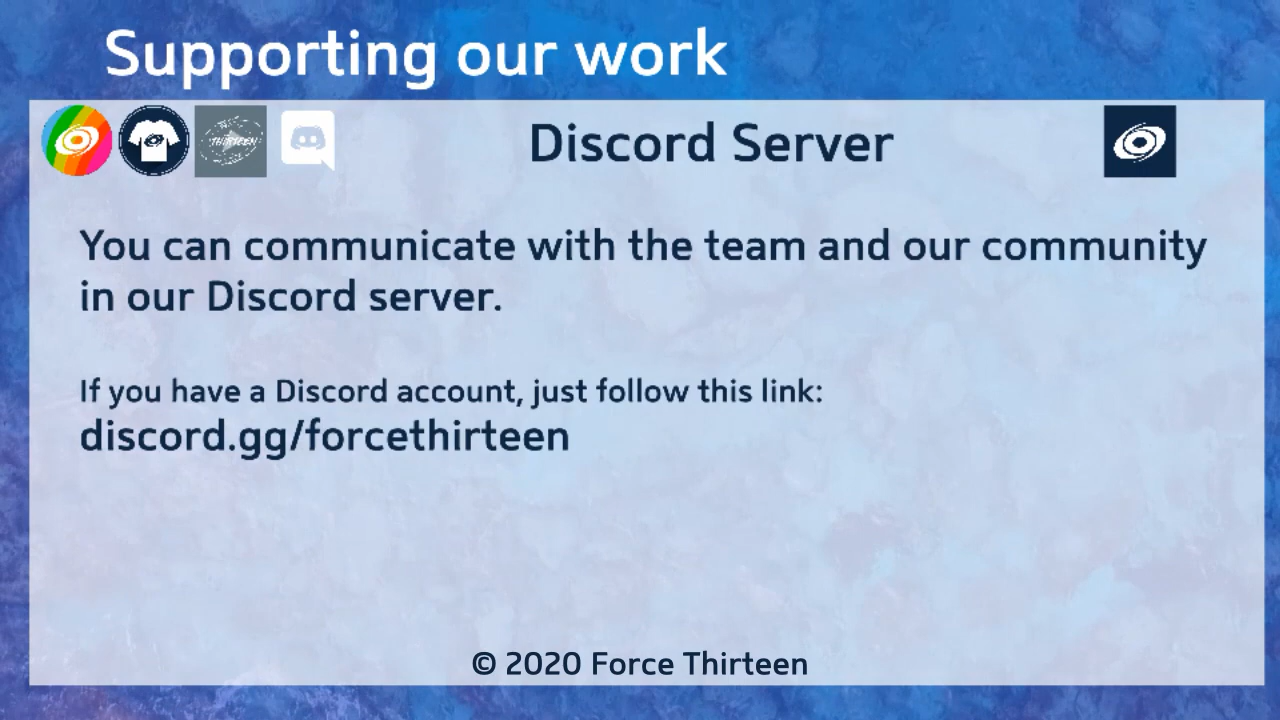 Supporting our work
THIRTEEN
Discord Server
You can communicate with the team and our community
in our Discord server.
If you have a Discord account, just follow this link:
discord.gg/forcethirteen
© 2020 Force Thirteen